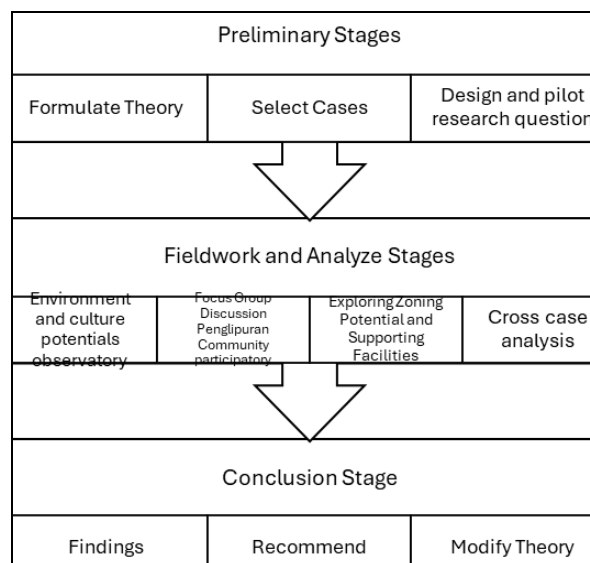 Preliminary Stages
Formulate Theory
Select Cases
Design and pilot
research question
Fieldwork and Analyze Stages
Environment
and culture
potentials
observatory
Focus Group
Discussion
Penglipuran
Community
participatory
Exploring Zoning
Potential and
Supporting
Facilities
Cross case
analysis
Conclusion Stage
Findings
Recommend
Modify Theory